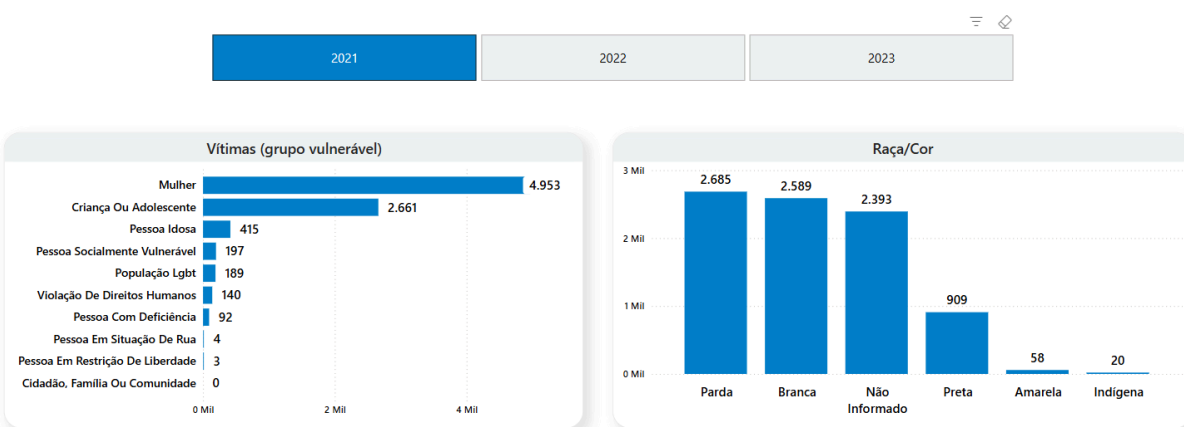 2021 2022 2023
Vítimas (grupo vulnerável)
Mulher 4.953
Criança Ou Adolescente 2.661
Pessoa Idosa 415
Pessoa Socialmente Vulnerável 197
População Lgbt 189
Violação De Direitos Humanos 140
Pessoa Com Deficiência 92
Pessoa Em Situação De Rua 4
Pessoa Em Restrição De Liberdade 3
Cidadão, Família Ou Comunidade 0
0 Mil 2 Mil 4 Mil
Raça/Cor
3 Mil
2 Mil
1 Mil
0 Mil
2.685 2.589 2.393 909 58 20
Parda Branca Não Informado Preta Amarela Indígena